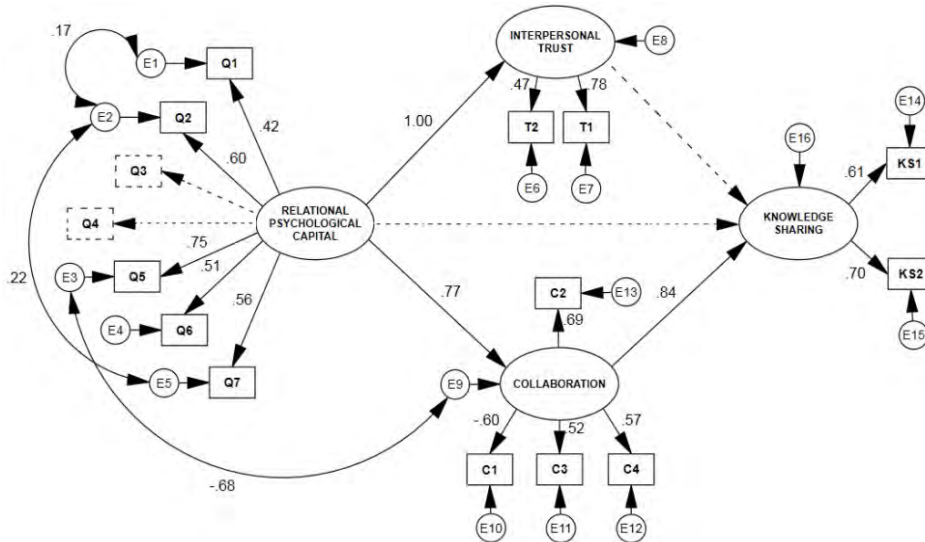 .17
E1
Q1
INTERPERSONAL
TRUST
E8
E2
Q2
.42
.47
.78
E14
1.00
T2
T1
E16
.60
Q3
.61
KS1
E6
E7
RELATIONAL
PSYCHOLOGICAL
CAPITAL
KNOWLEDGE
SHARING
Q4
.75
.51
E3
Q5
.22
.56
.77
C2
E13
.84
.70
KS2
.69
E4
Q6
E15
E5
Q7
E9
COLLABORATION
-.60
.52
.57
C1
C3
C4
-.68
E10
E11
E12